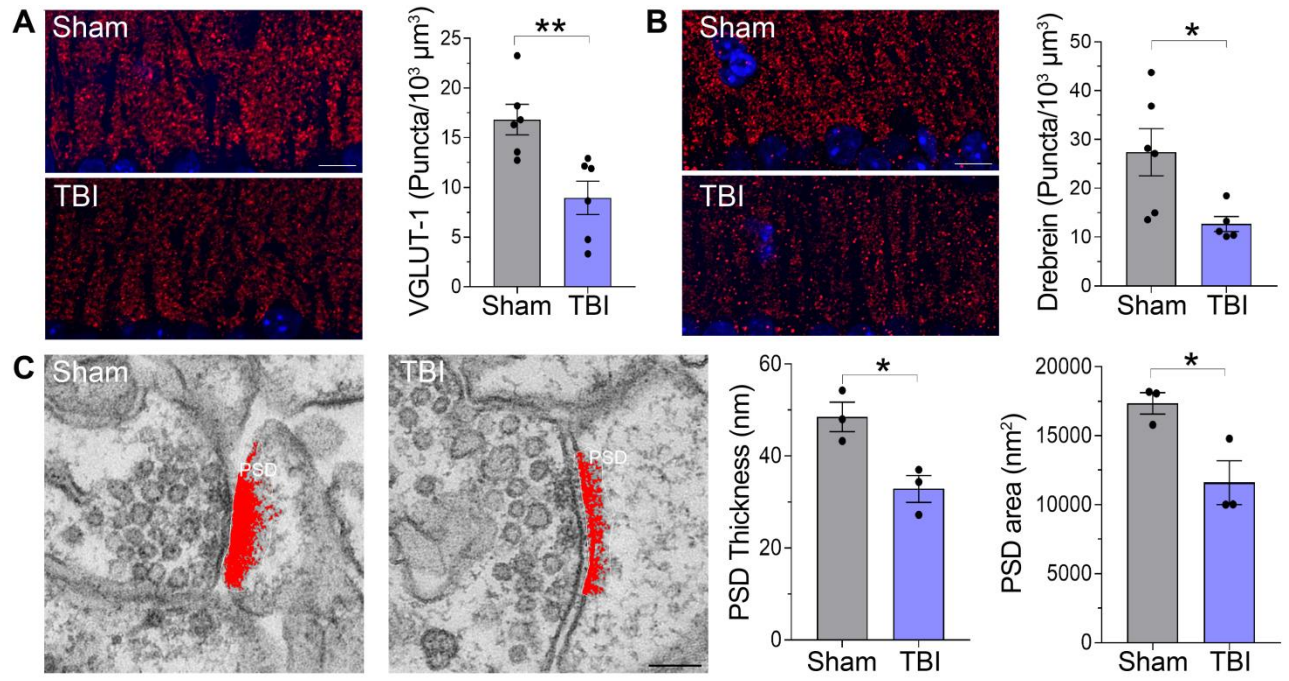 A
Sham
TBI
VGLUT-1 (Puncta/10³ µm³)
25
20
15
10
5
0
**
Sham
TBI
B
Sham
TBI
Drebrein (Puncta/10³ µm³)
50
40
30
20
10
0
*
Sham
TBI
C
Sham
PSD
TBI
PSD
PSD Thickness (nm)
60
40
20
0
*
Sham
TBI
PSD area (nm²)
20000
15000
10000
5000
0
*
Sham
TBI